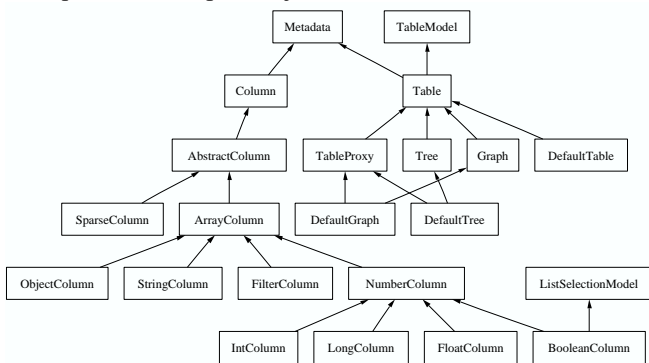 Metadata
TableModel
Column
Table
AbstractColumn
TableProxy
Tree
Graph
DefaultTable
SparseColumn
ArrayColumn
DefaultGraph
DefaultTree
ObjectColumn
StringColumn
FilterColumn
NumberColumn
ListSelectionModel
IntColumn
LongColumn
FloatColumn
BooleanColumn